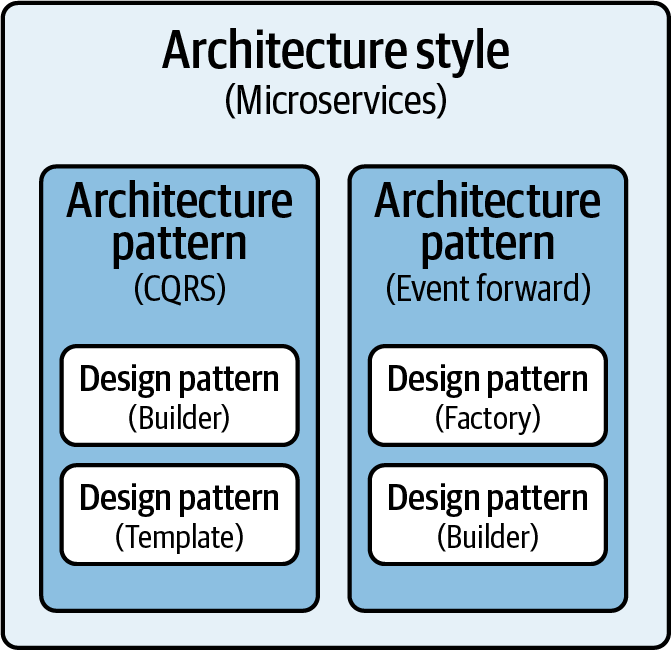 Architecture style
(Microservices)
Architecture
pattern
(CQRS)
Design pattern
(Builder)
Design pattern
(Template)
Architecture
pattern
(Event forward)
Design pattern
(Factory)
Design pattern
(Builder)